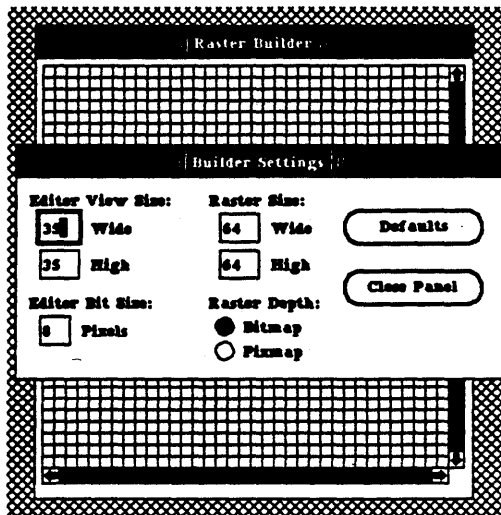 Raster Builder
Builder Settings
Editor View Size:
35 Wide
35 High
Editor Bit Size:
8 Pixels
Raster Size:
64 Wide
64 High
Raster Depth:
Bitmap
Pixmap
Defaults
Close Panel